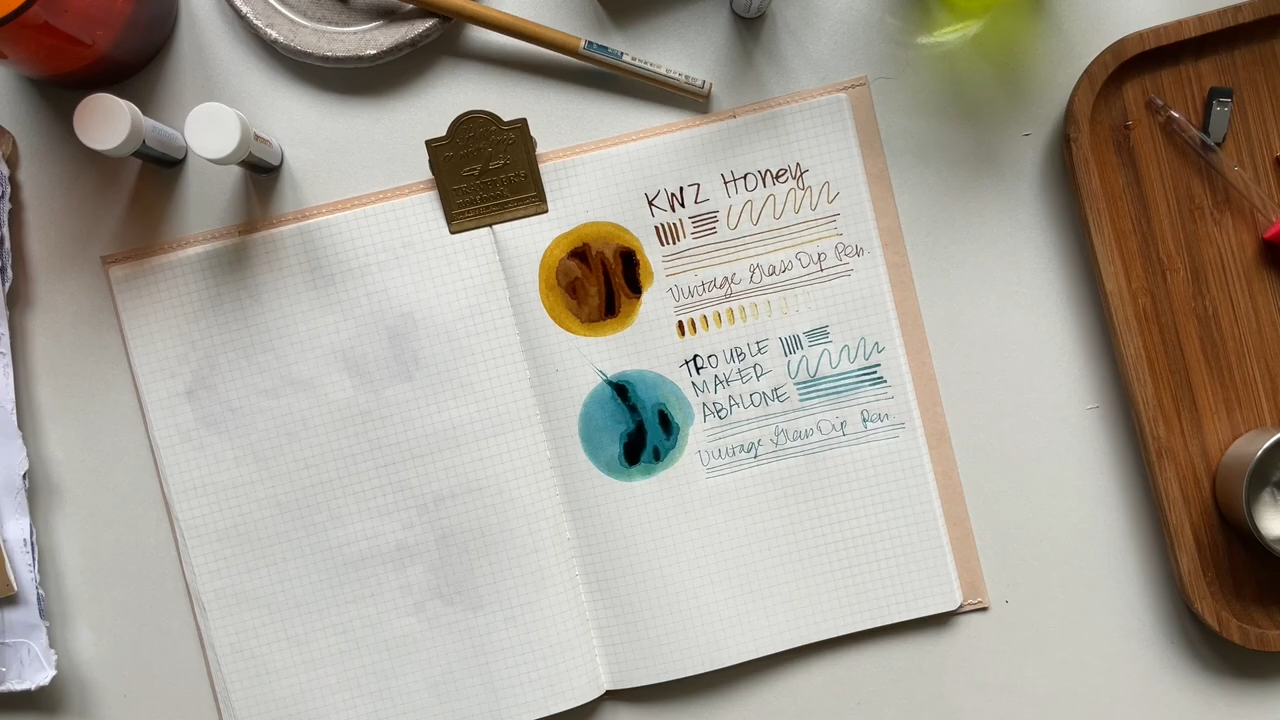 TRAVELER'S
KWZ Honey
Vintage Glass Dip Pen.
TROUBLE
MAKER
ABALONE
Vintage Glass Dip Pen.